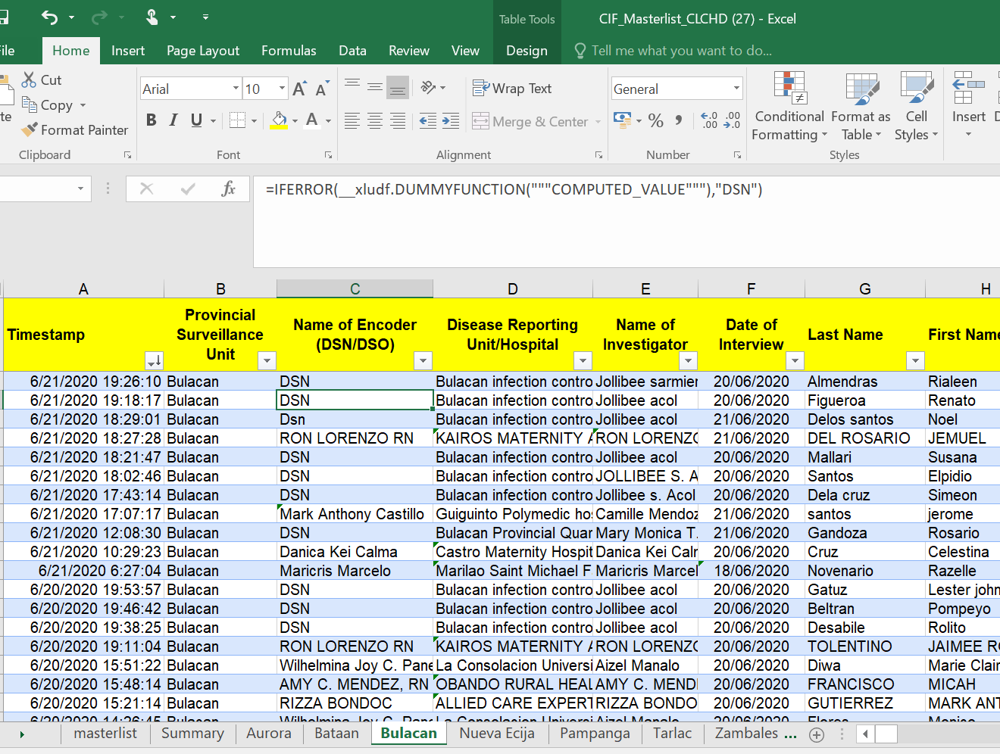 Table Tools
CIF_Masterlist_CLCHD (27) - Excel
Home Insert Page Layout Formulas Data Review View Design Tell me what you want to do...
Cut
Copy
Format Painter
Clipboard
Arial 10
B I U
Font
Wrap Text
Merge & Center
Alignment
General
%
Number
Conditional Formatting
Format as Table
Cell Styles
Styles
Insert
fx =IFERROR(__xludf.DUMMYFUNCTION("""COMPUTED_VALUE"""),"DSN")
A B C D E F G H
Timestamp
Provincial Surveillance Unit
Name of Encoder (DSN/DSO)
Disease Reporting Unit/Hospital
Name of Investigator
Date of Interview
Last Name
First Name
6/21/2020 19:26:10 Bulacan DSN Bulacan infection contro Jollibee sarmier 20/06/2020 Almendras Rialeen
6/21/2020 19:18:17 Bulacan DSN Bulacan infection contro Jollibee acol 20/06/2020 Figueroa Renato
6/21/2020 18:29:01 Bulacan Dsn Bulacan infection contro Jollibee acol 21/06/2020 Delos santos Noel
6/21/2020 18:27:28 Bulacan RON LORENZO RN KAIROS MATERNITY RON LORENZO 21/06/2020 DEL ROSARIO JEMUEL
6/21/2020 18:21:47 Bulacan DSN Bulacan infection contro Jollibee acol 20/06/2020 Mallari Susana
6/21/2020 18:02:46 Bulacan DSN Bulacan infection contro JOLLIBEE S. A 20/06/2020 Santos Elpidio
6/21/2020 17:43:14 Bulacan DSN Bulacan infection contro Jollibee s. Acol 20/06/2020 Dela cruz Simeon
6/21/2020 17:07:17 Bulacan Mark Anthony Castillo Guiguinto Polymedic hos Camille Mendoz 21/06/2020 santos jerome
6/21/2020 12:08:30 Bulacan DSN Bulacan Provincial Quar Mary Monica T. 21/06/2020 Gandoza Rosario
6/21/2020 10:29:23 Bulacan Danica Kei Calma Castro Maternity Hospit Danica Kei Calr 20/06/2020 Cruz Celestina
6/21/2020 6:27:04 Bulacan Maricris Marcelo Marilao Saint Michael F Maricris Marcel 18/06/2020 Novenario Razelle
6/20/2020 19:53:57 Bulacan DSN Bulacan infection contro Jollibee acol 20/06/2020 Gatuz Lester john
6/20/2020 19:46:42 Bulacan DSN Bulacan infection contro Jollibee acol 20/06/2020 Beltran Pompeyo
6/20/2020 19:38:25 Bulacan DSN Bulacan infection contro Jollibee acol 20/06/2020 Desabile Rolito
6/20/2020 19:11:04 Bulacan RON LORENZO RN KAIROS MATERNITY RON LORENZO 20/06/2020 TOLENTINO JAIMEE RO
6/20/2020 15:51:22 Bulacan Wilhelmina Joy C. Pane La Consolacion Universi Aizel Manalo 20/06/2020 Diwa Marie Clair
6/20/2020 15:48:14 Bulacan AMY C. MENDEZ, RN OBANDO RURAL HEAL AMY C. MENDI 20/06/2020 FRANCISCO MICAH
6/20/2020 15:21:14 Bulacan RIZZA BONDOC ALLIED CARE EXPERT RIZZA BONDO 20/06/2020 GUTIERREZ MARK ANT
masterlist Summary Aurora Bataan Bulacan Nueva Ecija Pampanga Tarlac Zambales ...